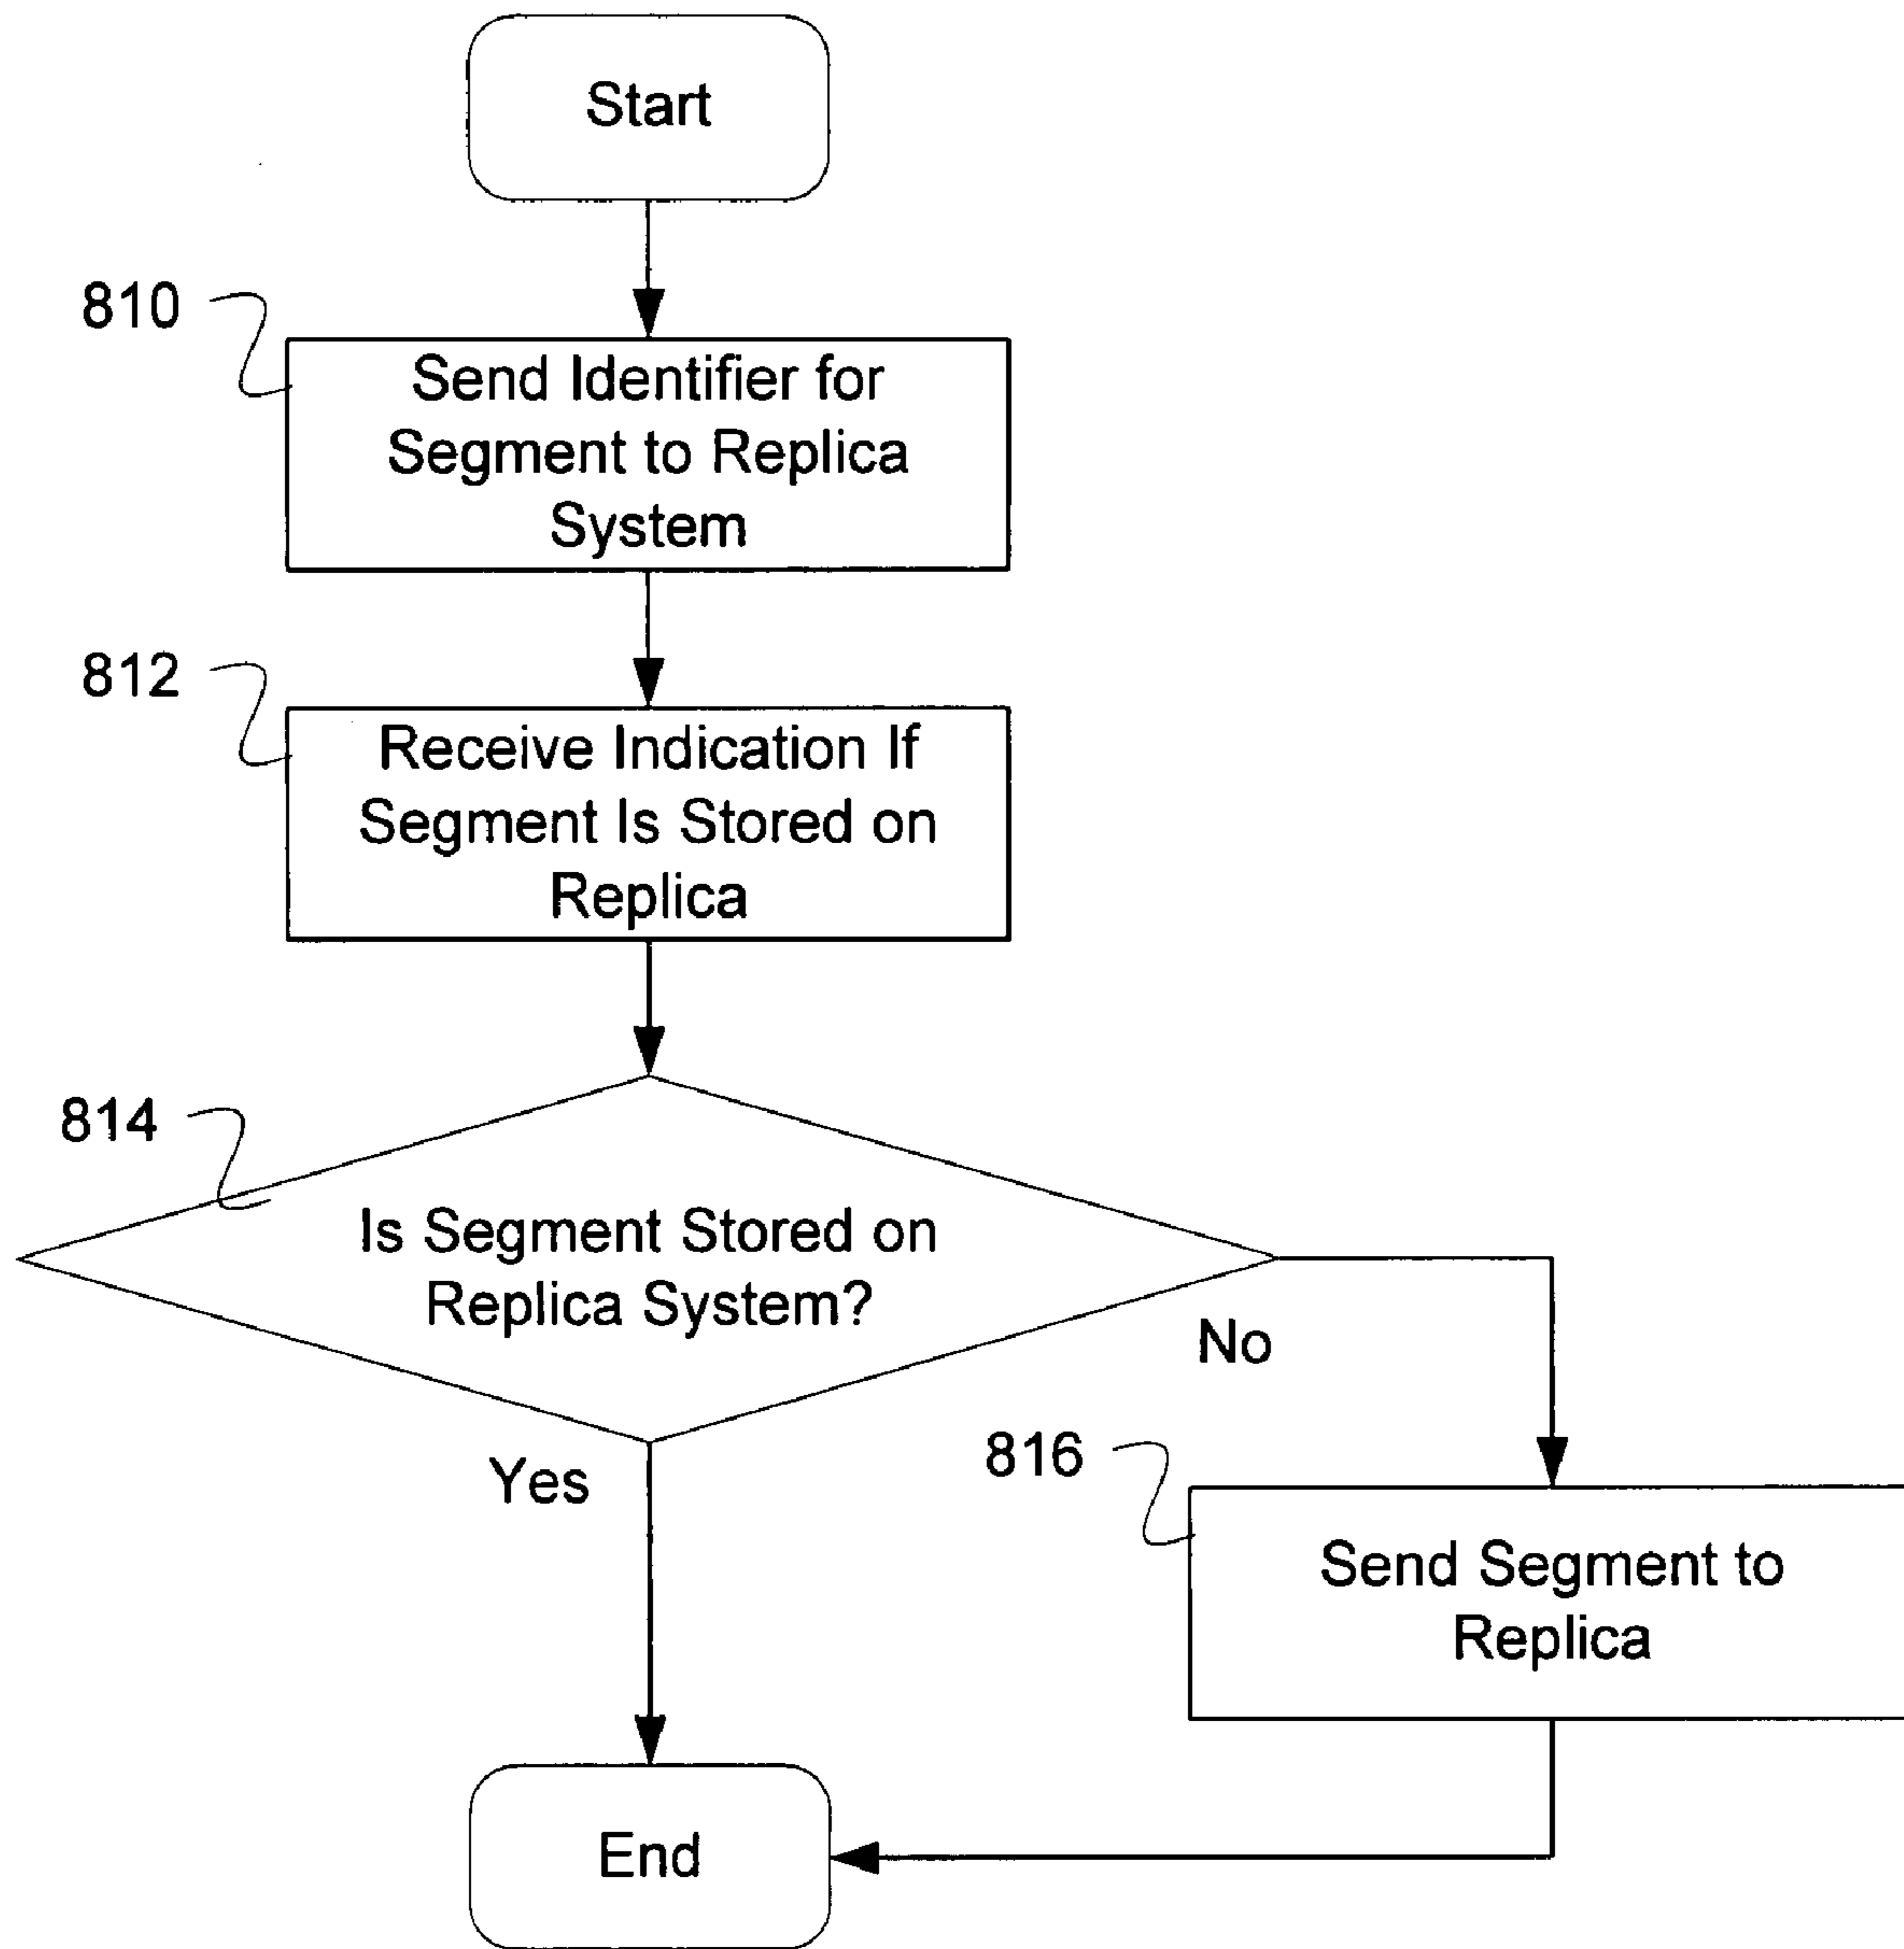 Start
810
Send Identifier for
Segment to Replica
System
812
Receive Indication If
Segment Is Stored on
Replica
814
Is Segment Stored on
Replica System?
No
Yes
816
Send Segment to
Replica
End